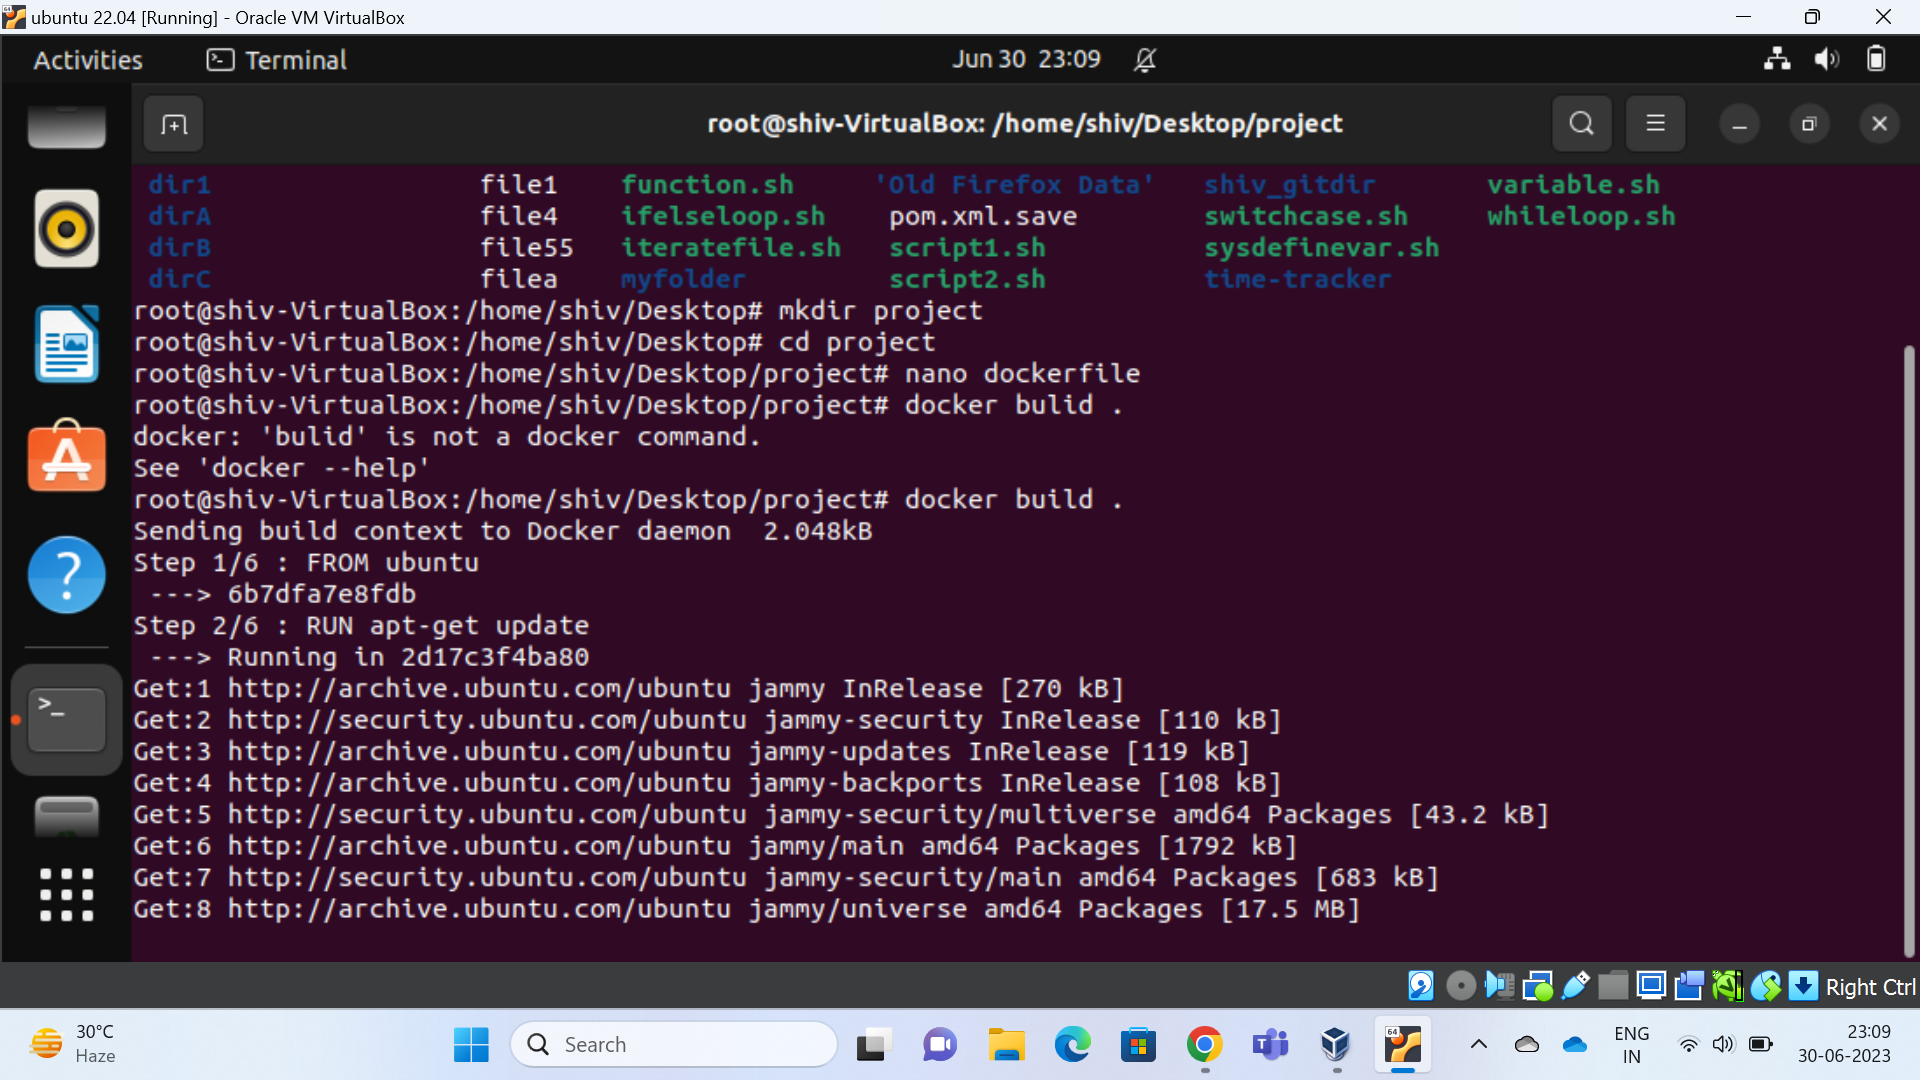 ubuntu 22.04 [Running] - Oracle VM VirtualBox
Activities Terminal Jun 30 23:09
root@shiv-VirtualBox: /home/shiv/Desktop/project
dir1 file1 function.sh 'Old Firefox Data' shiv_gitdir variable.sh
dirA file4 ifelseloop.sh pom.xml.save switchcase.sh whileloop.sh
dirB file55 iteratefile.sh script1.sh sysdefinevar.sh
dirC filea myfolder script2.sh time-tracker
root@shiv-VirtualBox:/home/shiv/Desktop# mkdir project
root@shiv-VirtualBox:/home/shiv/Desktop# cd project
root@shiv-VirtualBox:/home/shiv/Desktop/project# nano dockerfile
root@shiv-VirtualBox:/home/shiv/Desktop/project# docker bulid .
docker: 'bulid' is not a docker command.
See 'docker --help'
root@shiv-VirtualBox:/home/shiv/Desktop/project# docker build .
Sending build context to Docker daemon  2.048kB
Step 1/6 : FROM ubuntu
 ---> 6b7dfa7e8fdb
Step 2/6 : RUN apt-get update
 ---> Running in 2d17c3f4ba80
Get:1 http://archive.ubuntu.com/ubuntu jammy InRelease [270 kB]
Get:2 http://security.ubuntu.com/ubuntu jammy-security InRelease [110 kB]
Get:3 http://archive.ubuntu.com/ubuntu jammy-updates InRelease [119 kB]
Get:4 http://archive.ubuntu.com/ubuntu jammy-backports InRelease [108 kB]
Get:5 http://security.ubuntu.com/ubuntu jammy-security/multiverse amd64 Packages [43.2 kB]
Get:6 http://archive.ubuntu.com/ubuntu jammy/main amd64 Packages [1792 kB]
Get:7 http://security.ubuntu.com/ubuntu jammy-security/main amd64 Packages [683 kB]
Get:8 http://archive.ubuntu.com/ubuntu jammy/universe amd64 Packages [17.5 MB]
Right Ctrl
30°C
Haze
Search
64
ENG
IN
23:09
30-06-2023